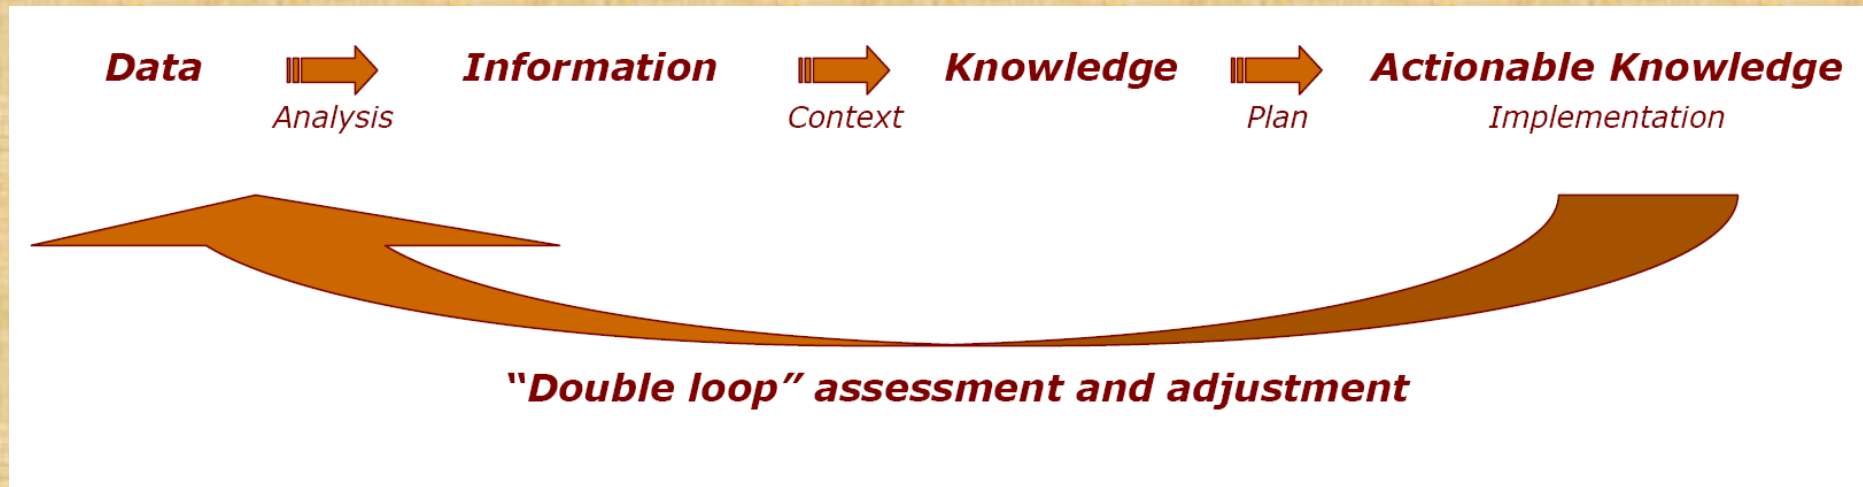 Data Information Knowledge Actionable Knowledge
Analysis Context Plan Implementation
“Double loop” assessment and adjustment